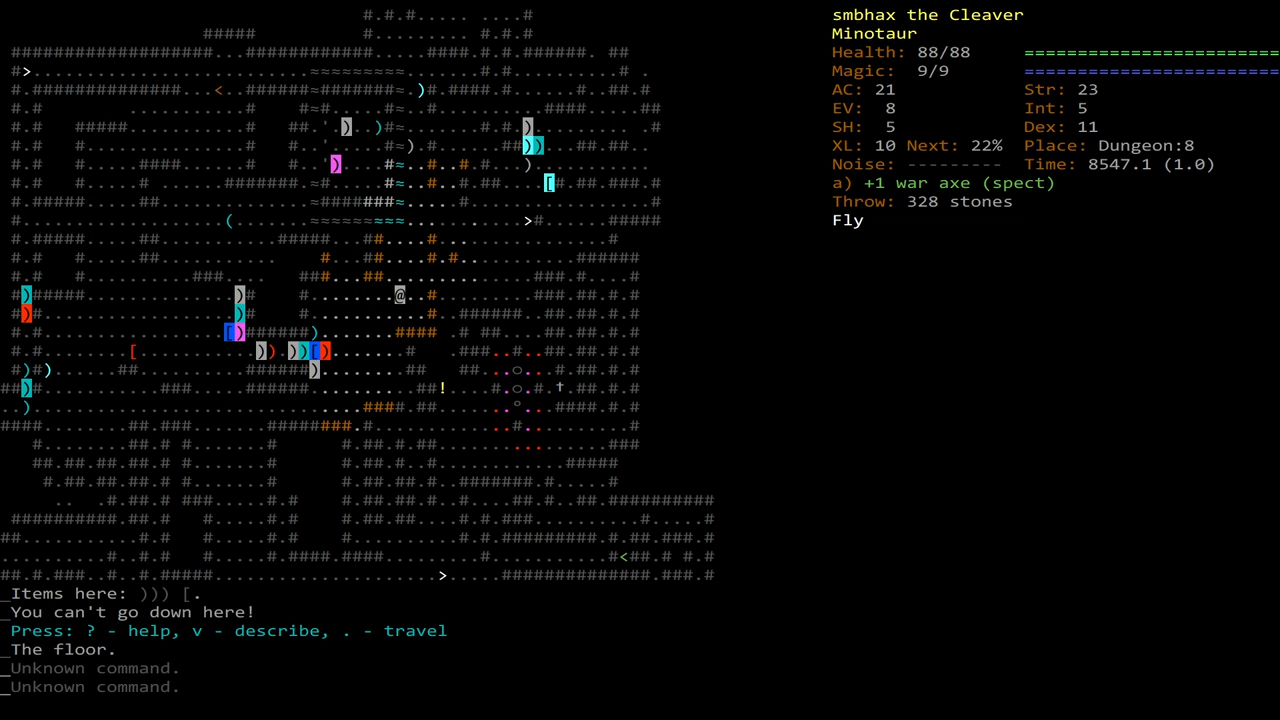 smbhax the Cleaver
Minotaur
Health: 88/88
Magic: 9/9
AC: 21 Str: 23
EV: 8 Int: 5
SH: 5 Dex: 11
XL: 10 Next: 22% Place: Dungeon:8
Noise: --------- Time: 8547.1 (1.0)
a) +1 war axe (spect)
Throw: 328 stones
Fly
_Items here: ))) [.
_You can't go down here!
Press: ? - help, v - describe, . - travel
_The floor.
_Unknown command.
_Unknown command.